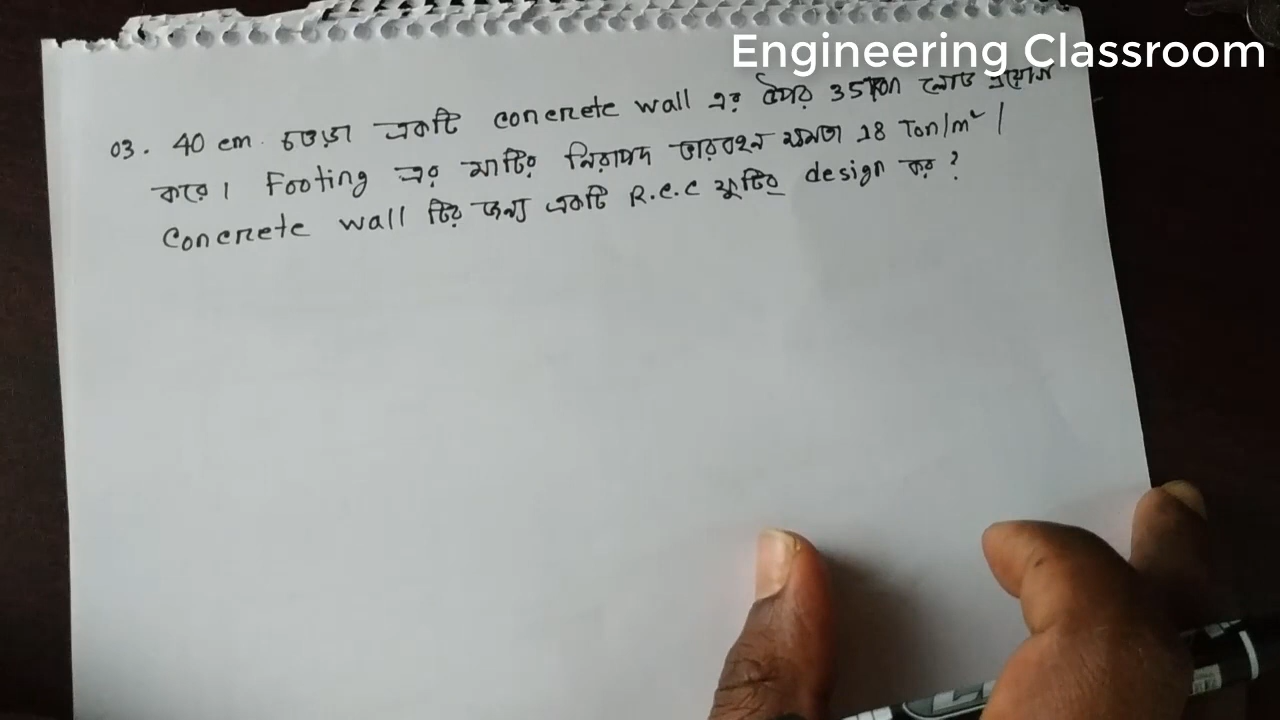 Engineering Classroom
03. 40 cm চওড়া একটি concrete wall এর উপর 35 Ton লোড প্রয়োগ
করে। Footing এর মাটির নিরাপদ ভারবহন ক্ষমতা 18 Ton/m² |
Concrete wall টির জন্য একটি R.C.C ফুটিং design কর ?